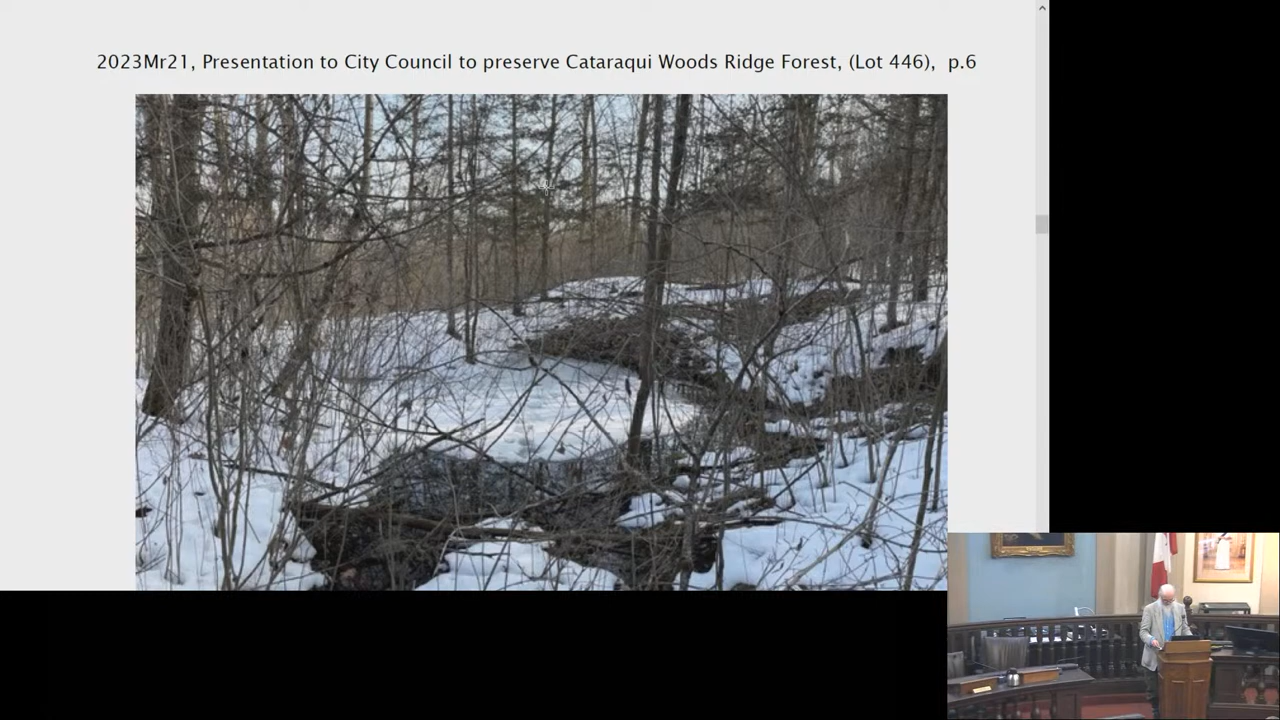 2023Mr21, Presentation to City Council to preserve Cataraqui Woods Ridge Forest, (Lot 446), p.6